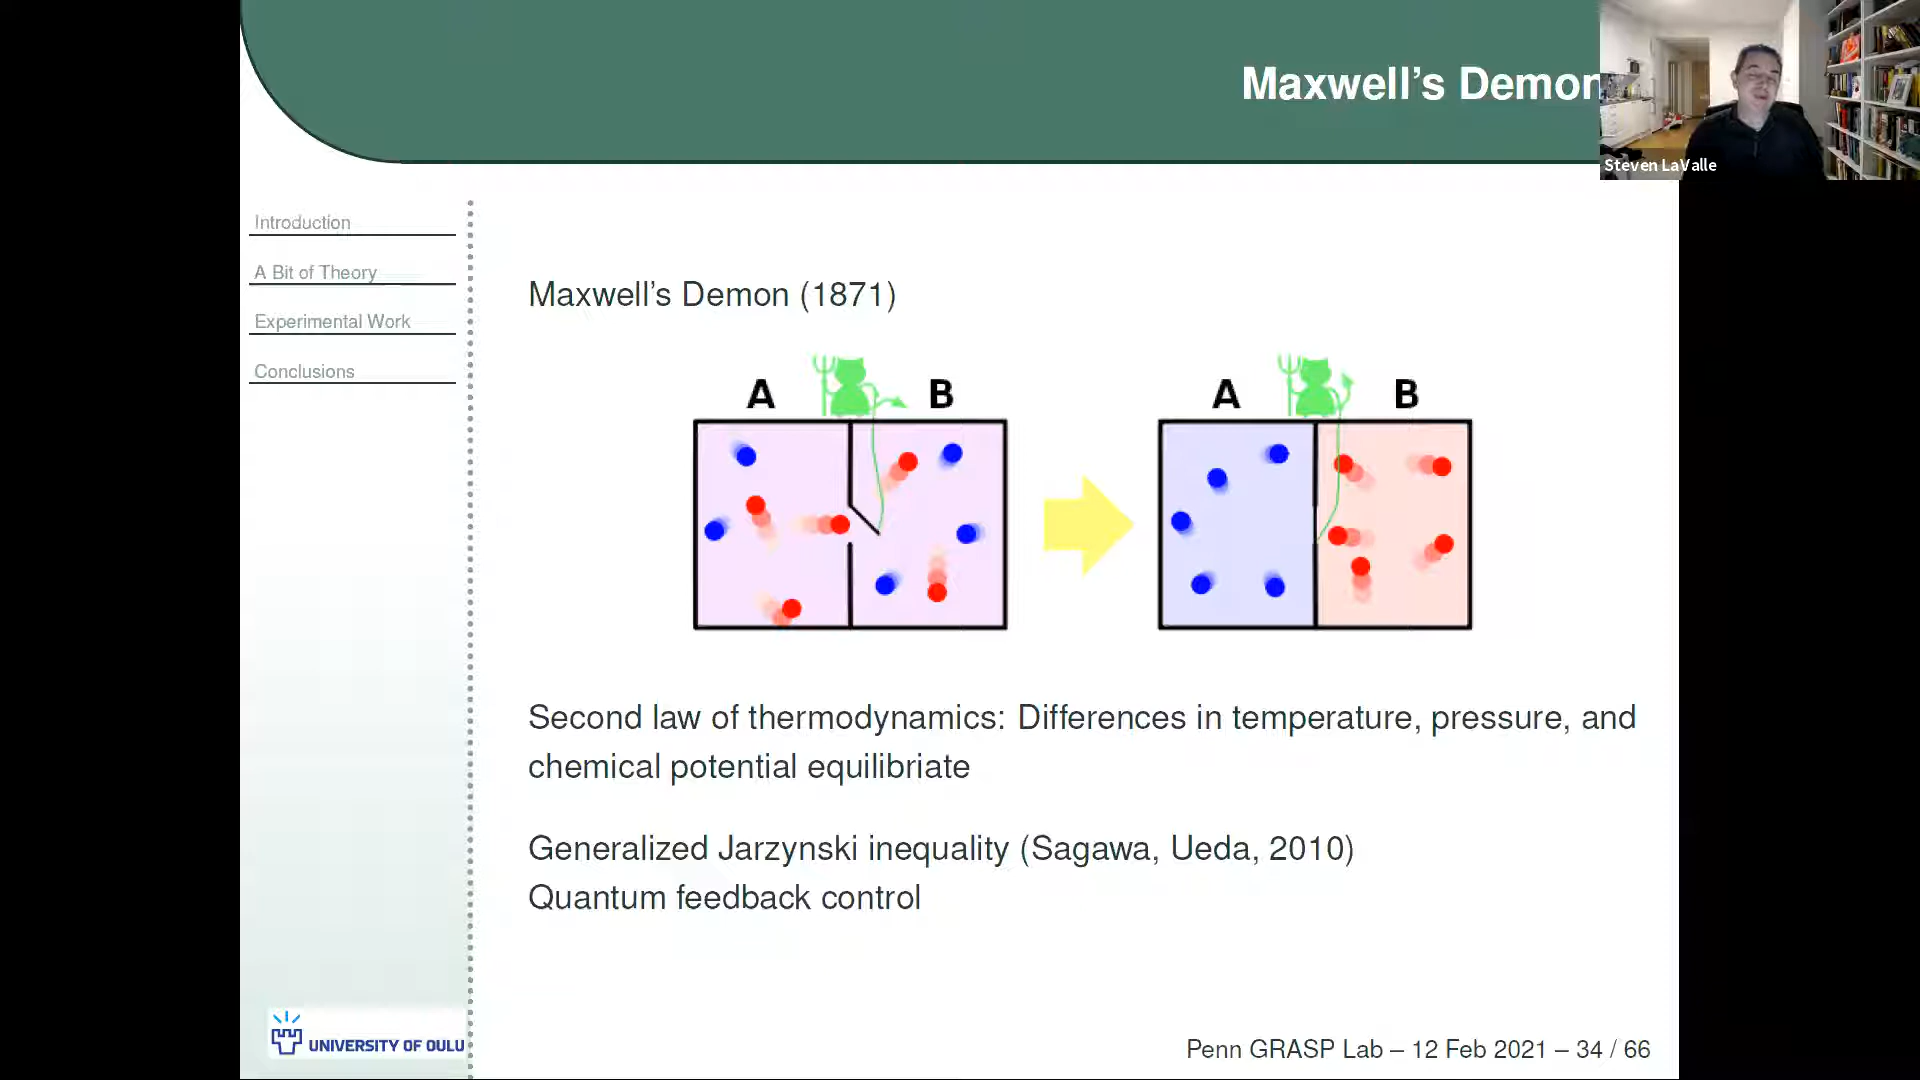 Maxwell's Demon
Steven LaValle
Introduction
A Bit of Theory
Experimental Work
Conclusions
Maxwell's Demon (1871)
A
B
A
B
Second law of thermodynamics: Differences in temperature, pressure, and
chemical potential equilibriate
Generalized Jarzynski inequality (Sagawa, Ueda, 2010)
Quantum feedback control
UNIVERSITY OF OULU
Penn GRASP Lab – 12 Feb 2021 – 34 / 66